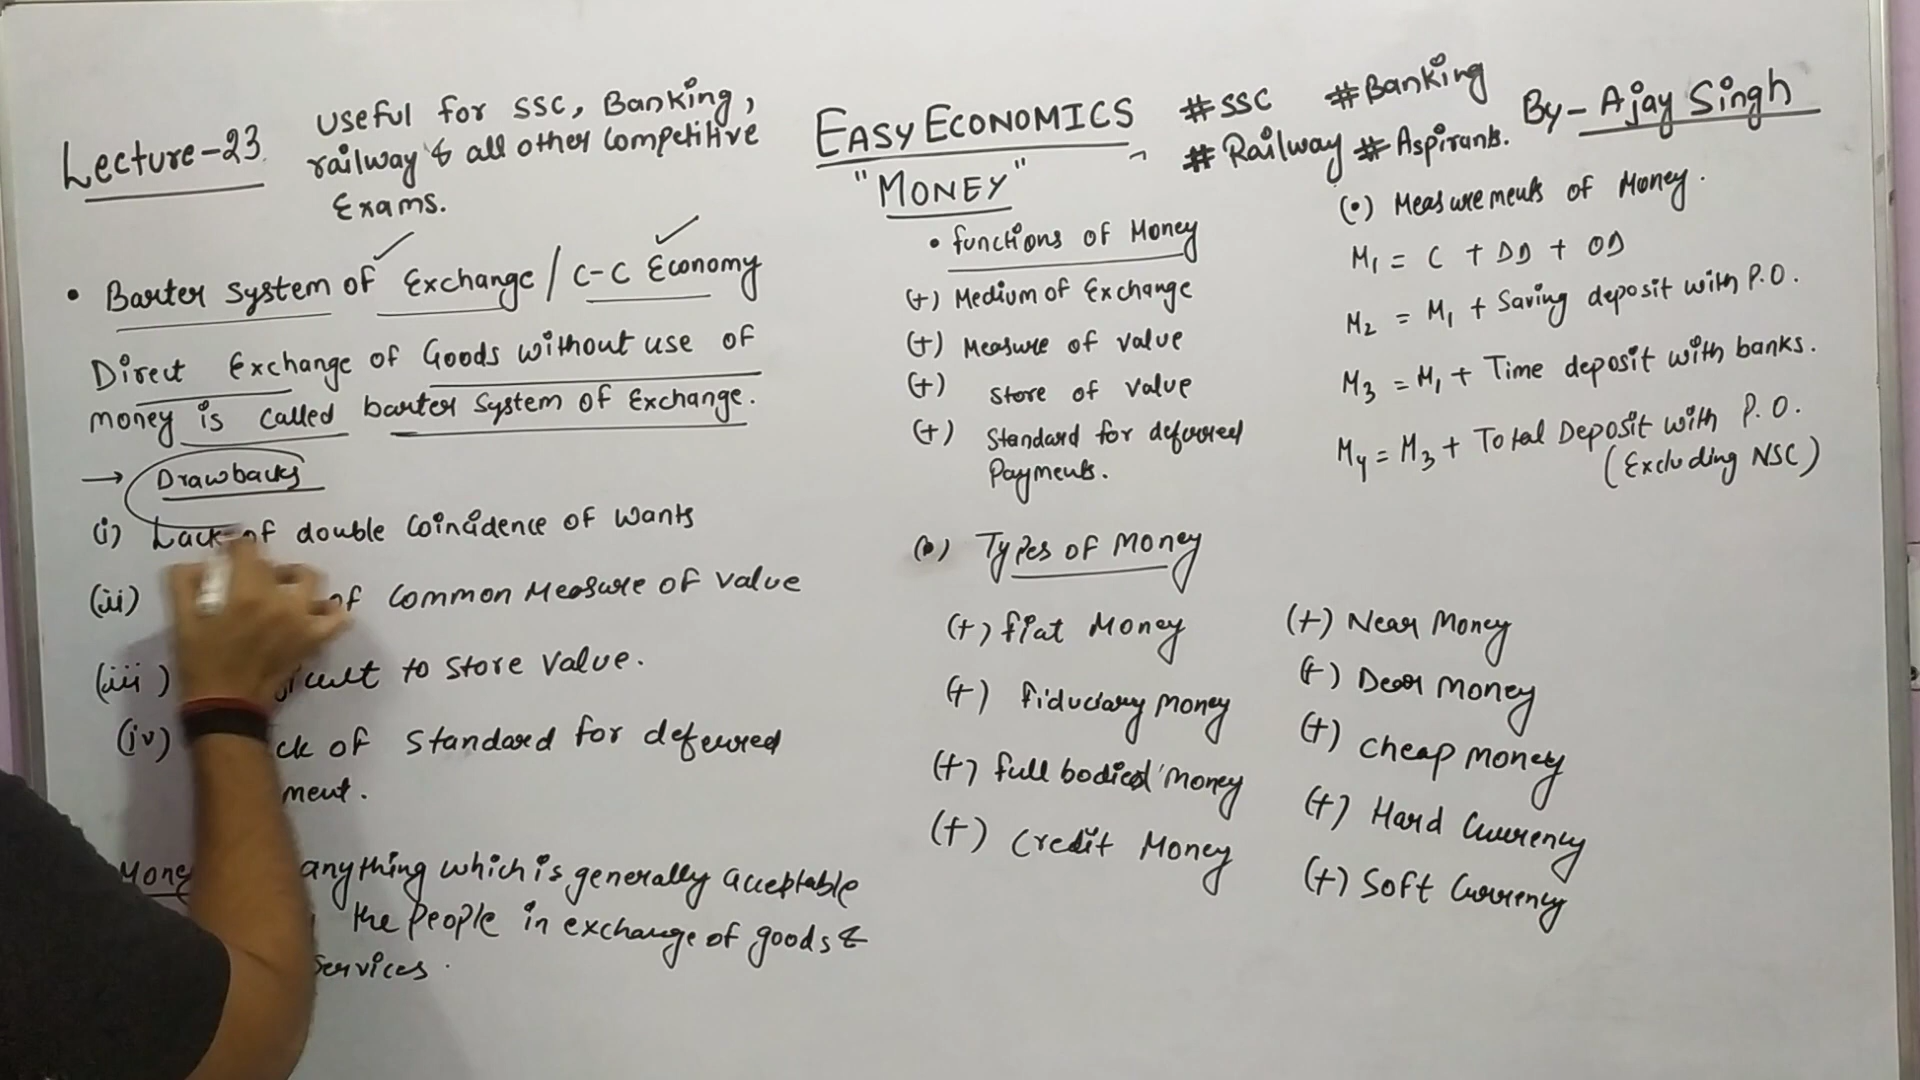 Lecture-23
Useful for SSC, Banking,
railway & all other Competitive
Exams.
EASY ECONOMICS
"MONEY"
#SSC #Banking
#Railway #Aspirants.
By- Ajay Singh
• Barter System of Exchange / C-C Economy
Direct Exchange of Goods without use of
money is called barter System of Exchange.
→ Drawbacks
(i) Lack of double Coincidence of Wants
(ii) of Common Measure of Value
(iii) to Store Value.
(iv) of Standard for deferred
anything which is generally acceptable
the People in exchange of goods &
Services.
• functions of Money
(+) Medium of Exchange
(+) Measure of Value
(+) Store of Value
(+) Standard for deferred
Payments.
(•) Measurements of Money.
M1 = C + DD + OD
M2 = M1 + Saving deposit with P.O.
M3 = M1 + Time deposit with banks.
M4 = M3 + Total Deposit with P.O.
(Excluding NSC)
(•) Types of Money
(+) fiat Money
(+) fiduciary Money
(+) full bodied Money
(+) Credit Money
(+) Near Money
(+) Dear Money
(+) Cheap Money
(+) Hard Currency
(+) Soft Currency